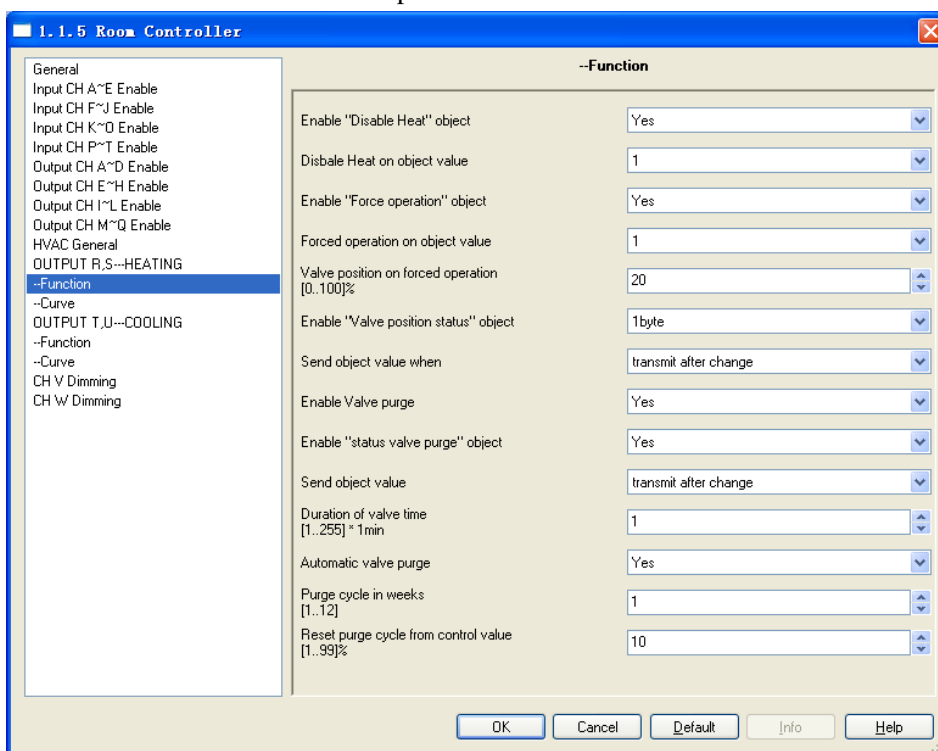 1.1.5 Room Controller
General
Input CH A~E Enable
Input CH F~J Enable
Input CH K~O Enable
Input CH P~T Enable
Output CH A~D Enable
Output CH E~H Enable
Output CH I~L Enable
Output CH M~Q Enable
HVAC General
OUTPUT R,S---HEATING
--Function
--Curve
OUTPUT T,U---COOLING
--Function
--Curve
CH V Dimming
CH W Dimming
--Function
Enable "Disable Heat" object Yes
Disbale Heat on object value 1
Enable "Force operation" object Yes
Forced operation on object value 1
Valve position on forced operation
[0..100]% 20
Enable "Valve position status" object 1byte
Send object value when transmit after change
Enable Valve purge Yes
Enable "status valve purge" object Yes
Send object value transmit after change
Duration of valve time
[1..255] * 1min 1
Automatic valve purge Yes
Purge cycle in weeks
[1..12] 1
Reset purge cycle from control value
[1..99]% 10
OK Cancel Default Info Help